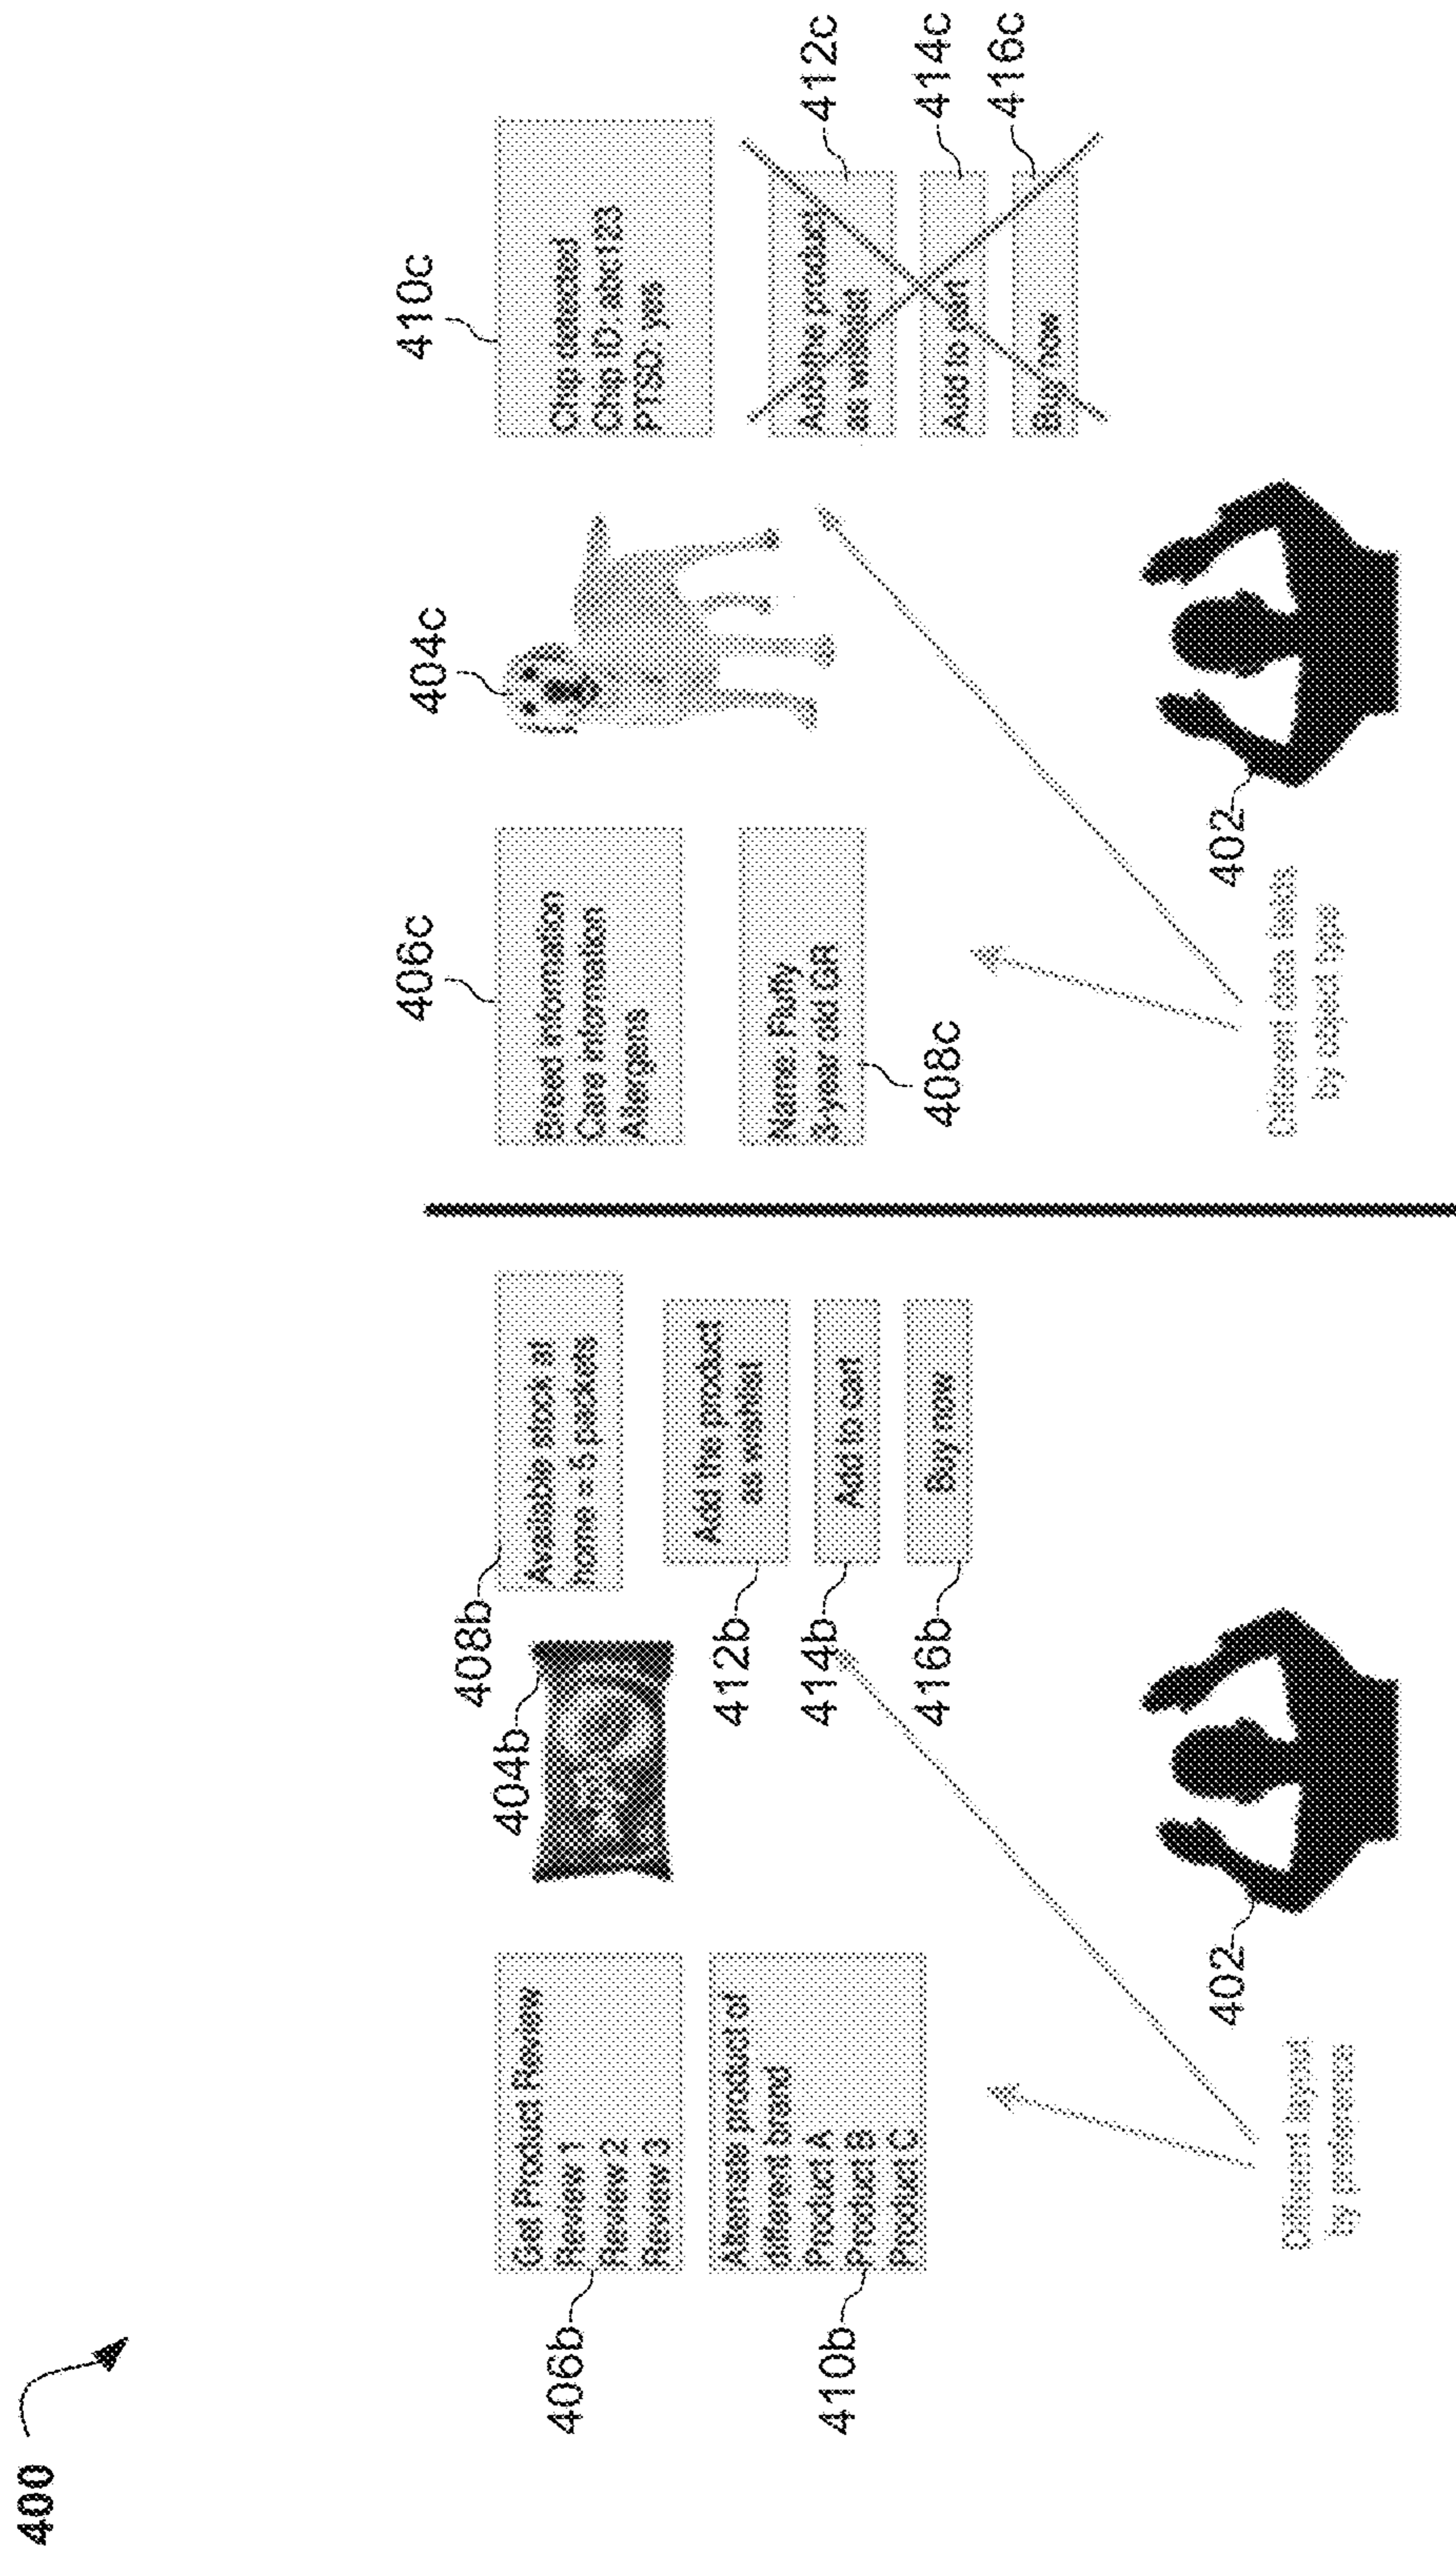 400
406b
Get Product Review
Review 1
Review 2
Review 3
410b
Alternate product of
different brand
Product A
Product B
Product C
404b
408b
Available stock at
home = 5 packets
412b
Add the product
as wishlist
414b
Add to cart
416b
Buy now
402
Different layout
by preference
406c
Breed information
Care information
Allergens
Name: Fluffy
3-year old GR
408c
404c
410c
Chip detected
Chip ID: abc123
PTSD: yes
Add the product
as wishlist
412c
Add to cart
414c
Buy now
416c
402
Different data fields
by object type